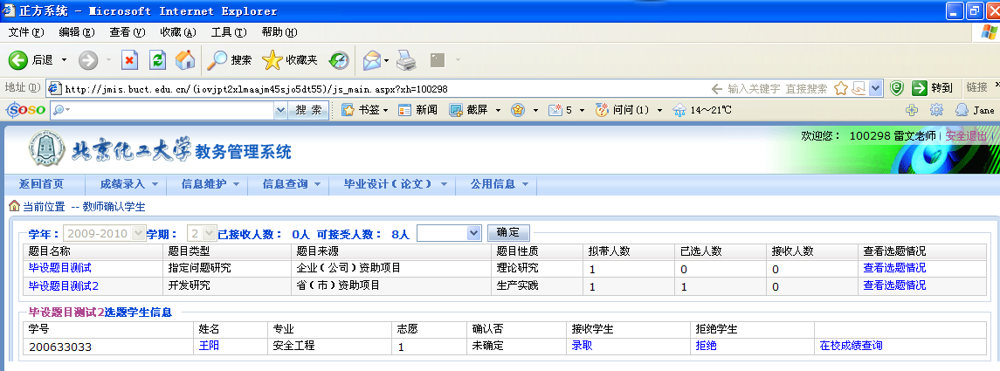 正方系统 - Microsoft Internet Explorer
文件(F) 编辑(E) 查看(V) 收藏(A) 工具(T) 帮助(H)
后退 搜索 收藏夹
地址(D) http://jmis.buct.edu.cn/(iovjpt2xlmaajm45sjo5dt55)/js_main.aspx?xh=100298 输入关键字 直接搜索 转到 链接 »
SOSO 搜 索 书签 新闻 截屏 5 问问(1) 14～21℃ Jane
北京化工大学教务管理系统 欢迎您： 100298 雷文老师 安全退出
返回首页 成绩录入 信息维护 信息查询 毕业设计(论文) 公用信息
当前位置 -- 教师确认学生
学年： 2009-2010 学期： 2 已接收人数： 0人 可接受人数： 8人 确定
题目名称 题目类型 题目来源 题目性质 拟带人数 已选人数 接收人数 查看选题情况
毕设题目测试 指定问题研究 企业(公司)资助项目 理论研究 1 0 0 查看选题情况
毕设题目测试2 开发研究 省(市)资助项目 生产实践 1 1 0 查看选题情况
毕设题目测试2选题学生信息
学号 姓名 专业 志愿 确认否 接收学生 拒绝学生
200633033 王阳 安全工程 1 未确定 录取 拒绝 在校成绩查询